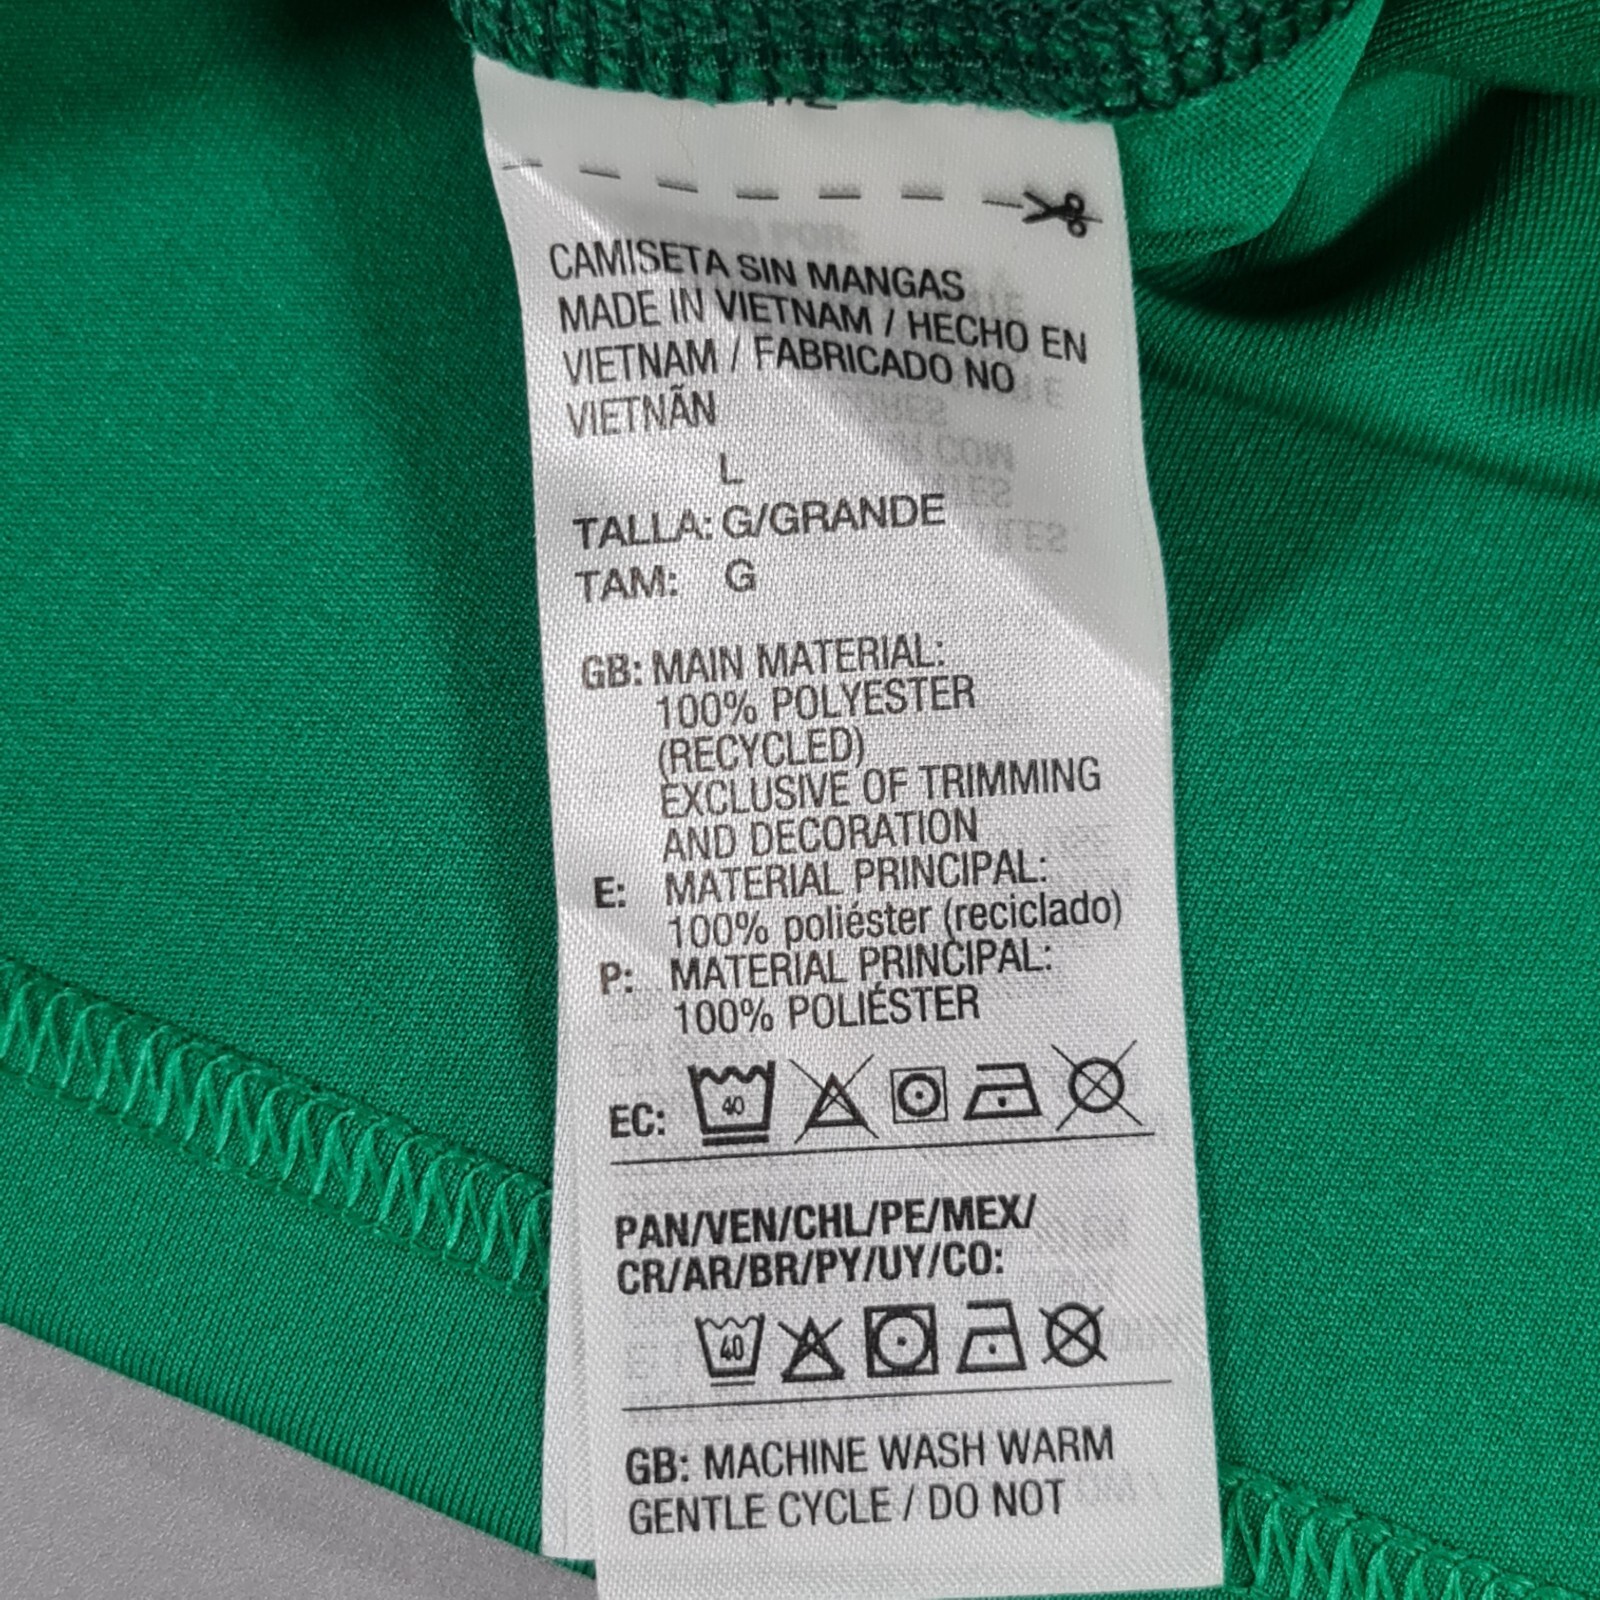 CAMISETA SIN MANGAS
MADE IN VIETNAM / HECHO EN
VIETNAM / FABRICADO NO
VIETNÃN
L
TALLA: G/GRANDE
TAM: G
GB: MAIN MATERIAL:
100% POLYESTER
(RECYCLED)
EXCLUSIVE OF TRIMMING
AND DECORATION
E: MATERIAL PRINCIPAL:
100% poliéster (reciclado)
P: MATERIAL PRINCIPAL:
100% POLIÉSTER
40
EC:
PAN/VEN/CHL/PE/MEX/
CR/AR/BR/PY/UY/CO:
40
GB: MACHINE WASH WARM
GENTLE CYCLE / DO NOT